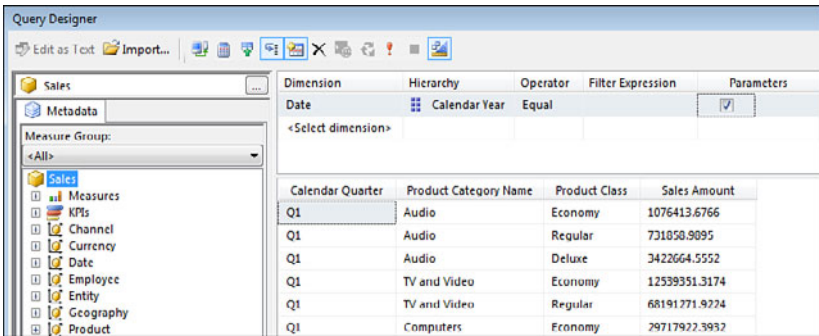 Query Designer
Edit as Text Import...
Sales ...
Metadata
Measure Group:
<All>
Sales
Measures
KPIs
Channel
Currency
Date
Employee
Entity
Geography
Product
Dimension Hierarchy Operator Filter Expression Parameters
Date Calendar Year Equal
<Select dimension>
Calendar Quarter Product Category Name Product Class Sales Amount
Q1 Audio Economy 1076413.6766
Q1 Audio Regular 731858.9895
Q1 Audio Deluxe 3422664.5552
Q1 TV and Video Economy 12539351.3174
Q1 TV and Video Regular 68191271.9224
Q1 Computers Economy 29717922.3932